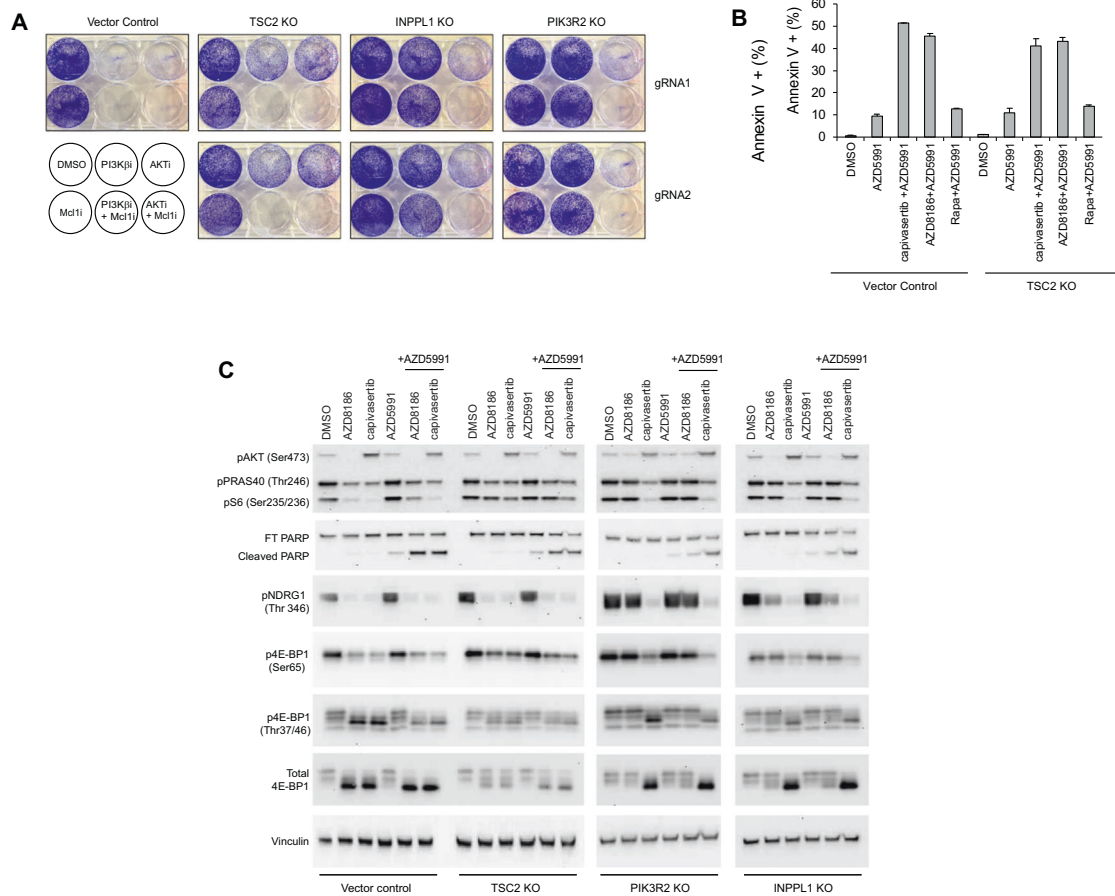 A
Vector Control
TSC2 KO
INPPL1 KO
PIK3R2 KO
gRNA1
gRNA2
DMSO
PI3Kβi
AKTi
Mcl1i
PI3Kβi
+ Mcl1i
AKTi
+ Mcl1i
B
Annexin V + (%)
Annexin V + (%)
60
50
40
30
20
10
0
DMSO
AZD5991
capivasertib +AZD5991
AZD8186+AZD5991
Rapa+AZD5991
DMSO
AZD5991
capivasertib +AZD5991
AZD8186+AZD5991
Rapa+AZD5991
Vector Control
TSC2 KO
C
+AZD5991
+AZD5991
+AZD5991
+AZD5991
DMSO
AZD8186
capivasertib
AZD5991
AZD8186
capivasertib
DMSO
AZD8186
capivasertib
AZD5991
AZD8186
capivasertib
DMSO
AZD8186
capivasertib
AZD5991
AZD8186
capivasertib
DMSO
AZD8186
capivasertib
AZD5991
AZD8186
capivasertib
pAKT (Ser473)
pPRAS40 (Thr246)
pS6 (Ser235/236)
FT PARP
Cleaved PARP
pNDRG1
(Thr 346)
p4E-BP1
(Ser65)
p4E-BP1
(Thr37/46)
Total
4E-BP1
Vinculin
Vector control
TSC2 KO
PIK3R2 KO
INPPL1 KO